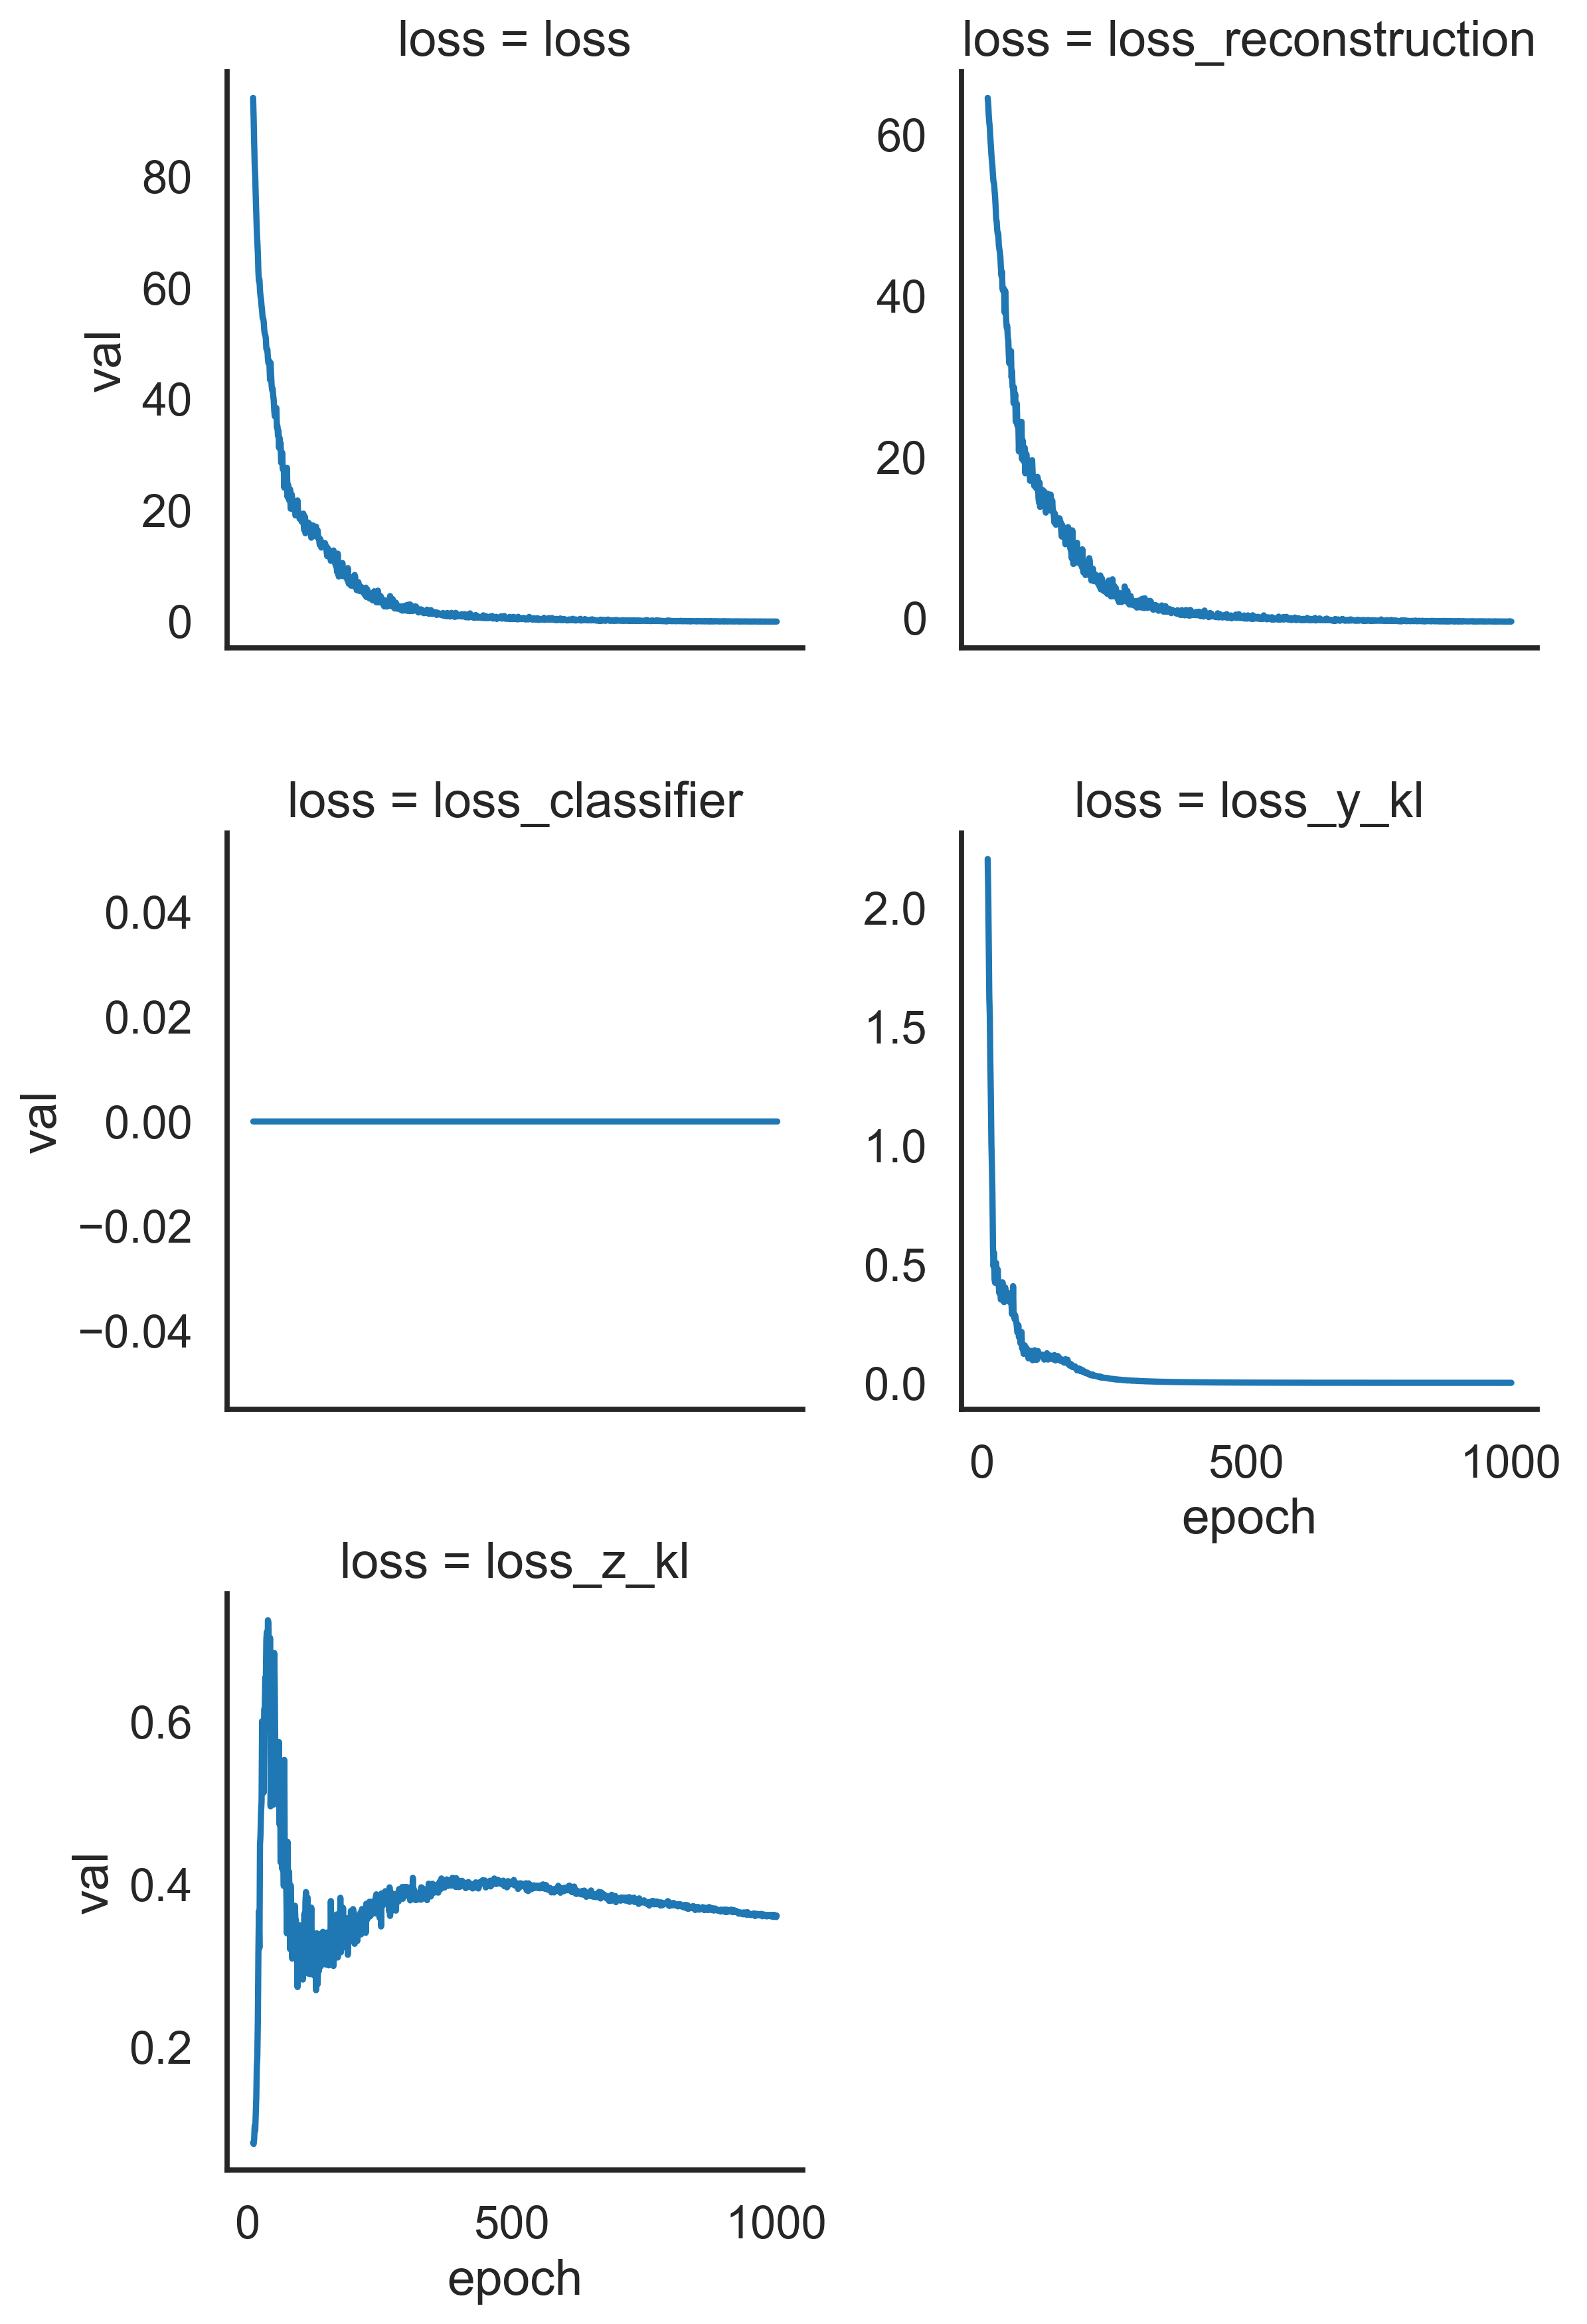 loss = loss
80
60
40
20
0
val
loss = loss_reconstruction
60
40
20
0
loss = loss_classifier
0.04
0.02
0.00
−0.02
−0.04
val
loss = loss_y_kl
2.0
1.5
1.0
0.5
0.0
0 500 1000
epoch
loss = loss_z_kl
0.6
0.4
0.2
val
0 500 1000
epoch